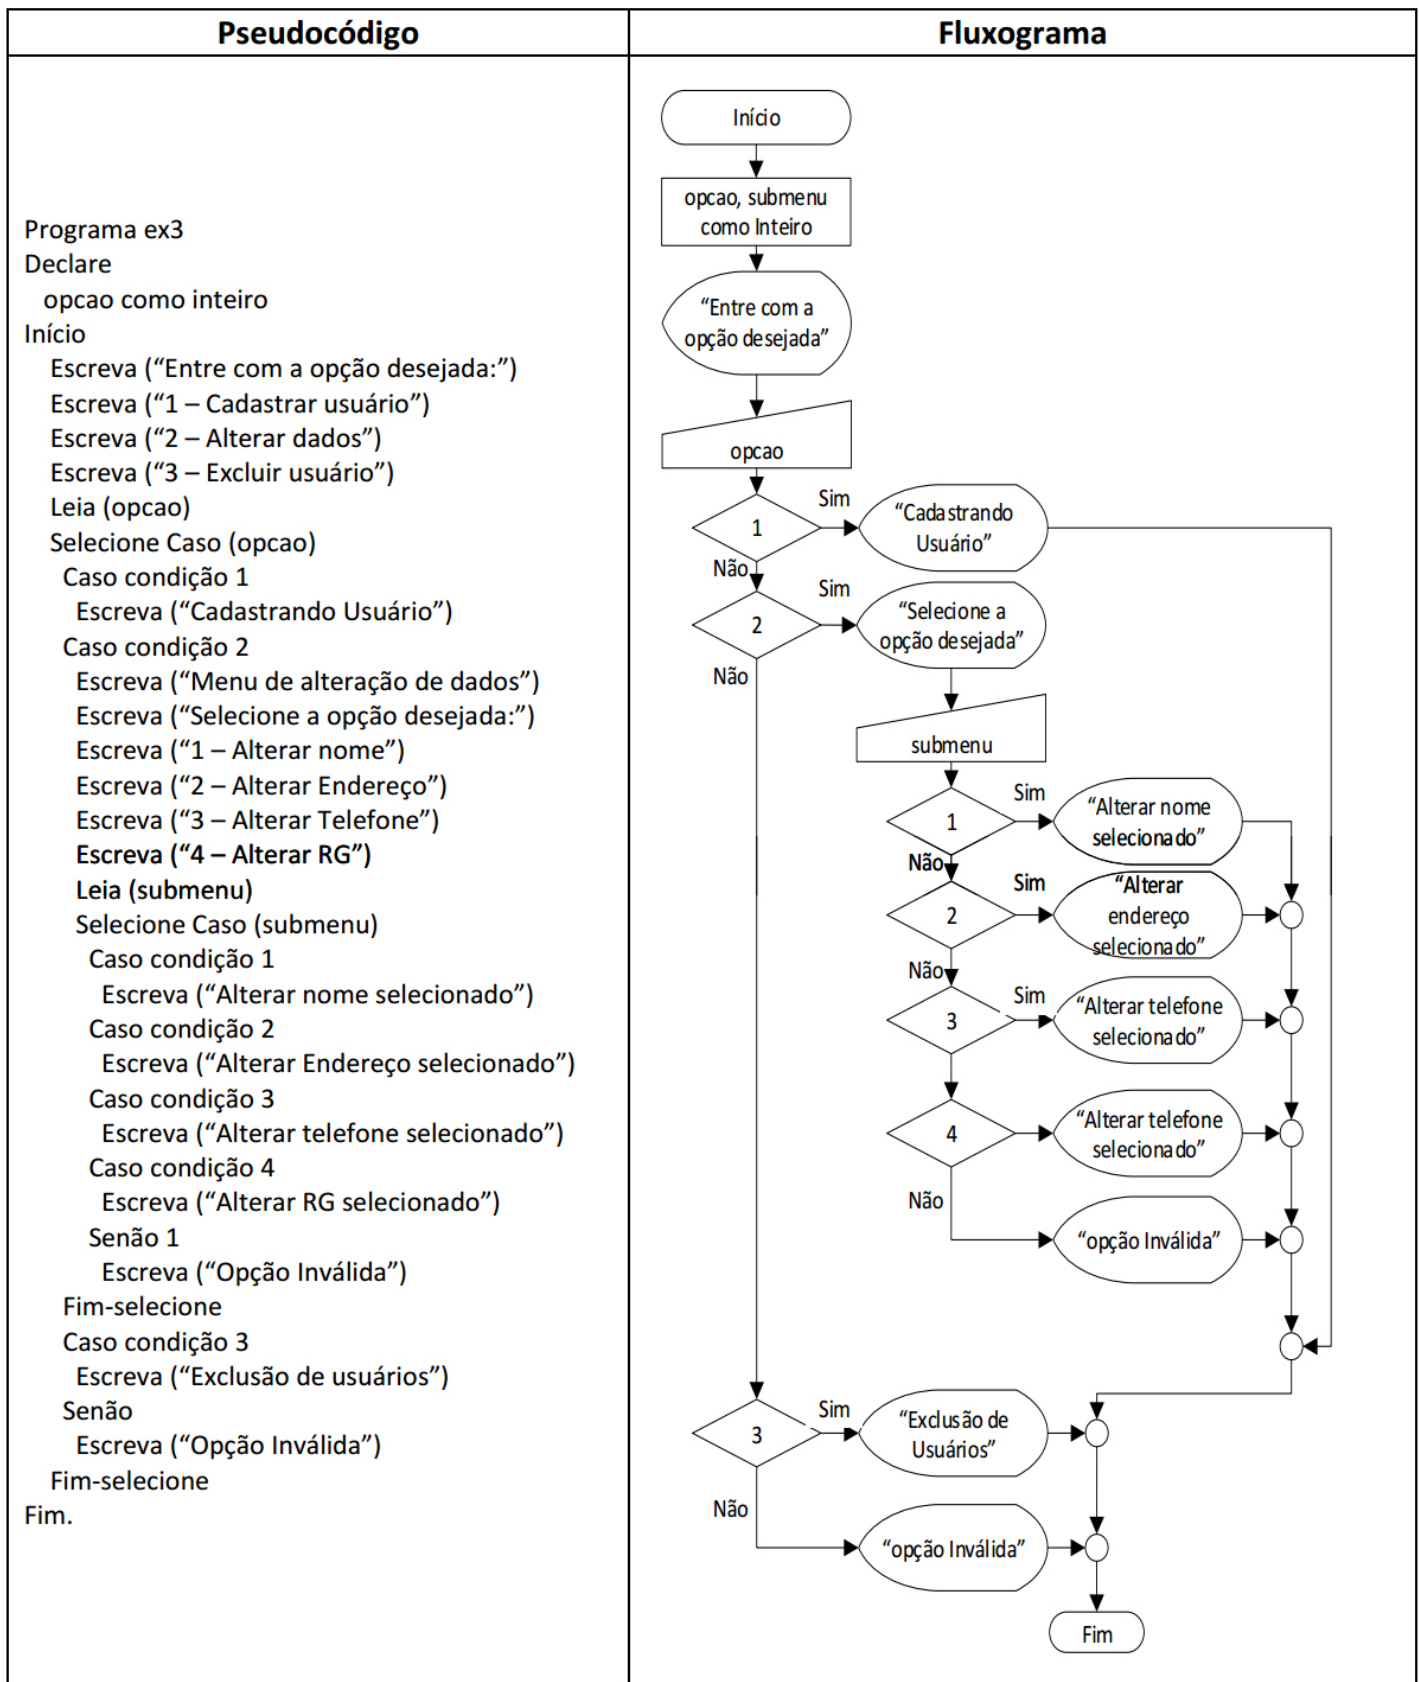 Pseudocódigo
Fluxograma
Programa ex3
Declare
opcao como inteiro
Início
Escreva (“Entre com a opção desejada:”)
Escreva (“1 – Cadastrar usuário”)
Escreva (“2 – Alterar dados”)
Escreva (“3 – Excluir usuário”)
Leia (opcao)
Selecione Caso (opcao)
Caso condição 1
Escreva (“Cadastrando Usuário”)
Caso condição 2
Escreva (“Menu de alteração de dados”)
Escreva (“Selecione a opção desejada:”)
Escreva (“1 – Alterar nome”)
Escreva (“2 – Alterar Endereço”)
Escreva (“3 – Alterar Telefone”)
Escreva (“4 – Alterar RG”)
Leia (submenu)
Selecione Caso (submenu)
Caso condição 1
Escreva (“Alterar nome selecionado”)
Caso condição 2
Escreva (“Alterar Endereço selecionado”)
Caso condição 3
Escreva (“Alterar telefone selecionado”)
Caso condição 4
Escreva (“Alterar RG selecionado”)
Senão 1
Escreva (“Opção Inválida”)
Fim-selecione
Caso condição 3
Escreva (“Exclusão de usuários”)
Senão
Escreva (“Opção Inválida”)
Fim-selecione
Fim.
Início
opcao, submenu
como Inteiro
“Entre com a
opção desejada”
opcao
1
Sim
“Cadastrando
Usuário”
Não
2
Sim
“Selecione a
opção desejada”
Não
submenu
1
Sim
“Alterar nome
selecionado”
Não
2
Sim
“Alterar
endereço
selecionado”
Não
3
Sim
“Alterar telefone
selecionado”
4
“Alterar telefone
selecionado”
Não
“opção Inválida”
3
Sim
“Exclusão de
Usuários”
Não
“opção Inválida”
Fim